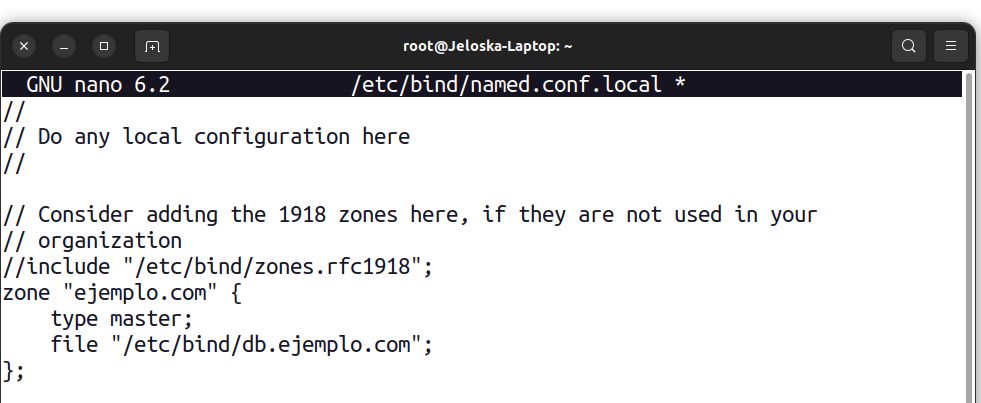 root@Jeloska-Laptop: ~
GNU nano 6.2 /etc/bind/named.conf.local *
//
// Do any local configuration here
//

// Consider adding the 1918 zones here, if they are not used in your
// organization
//include "/etc/bind/zones.rfc1918";
zone "ejemplo.com" {
    type master;
    file "/etc/bind/db.ejemplo.com";
};